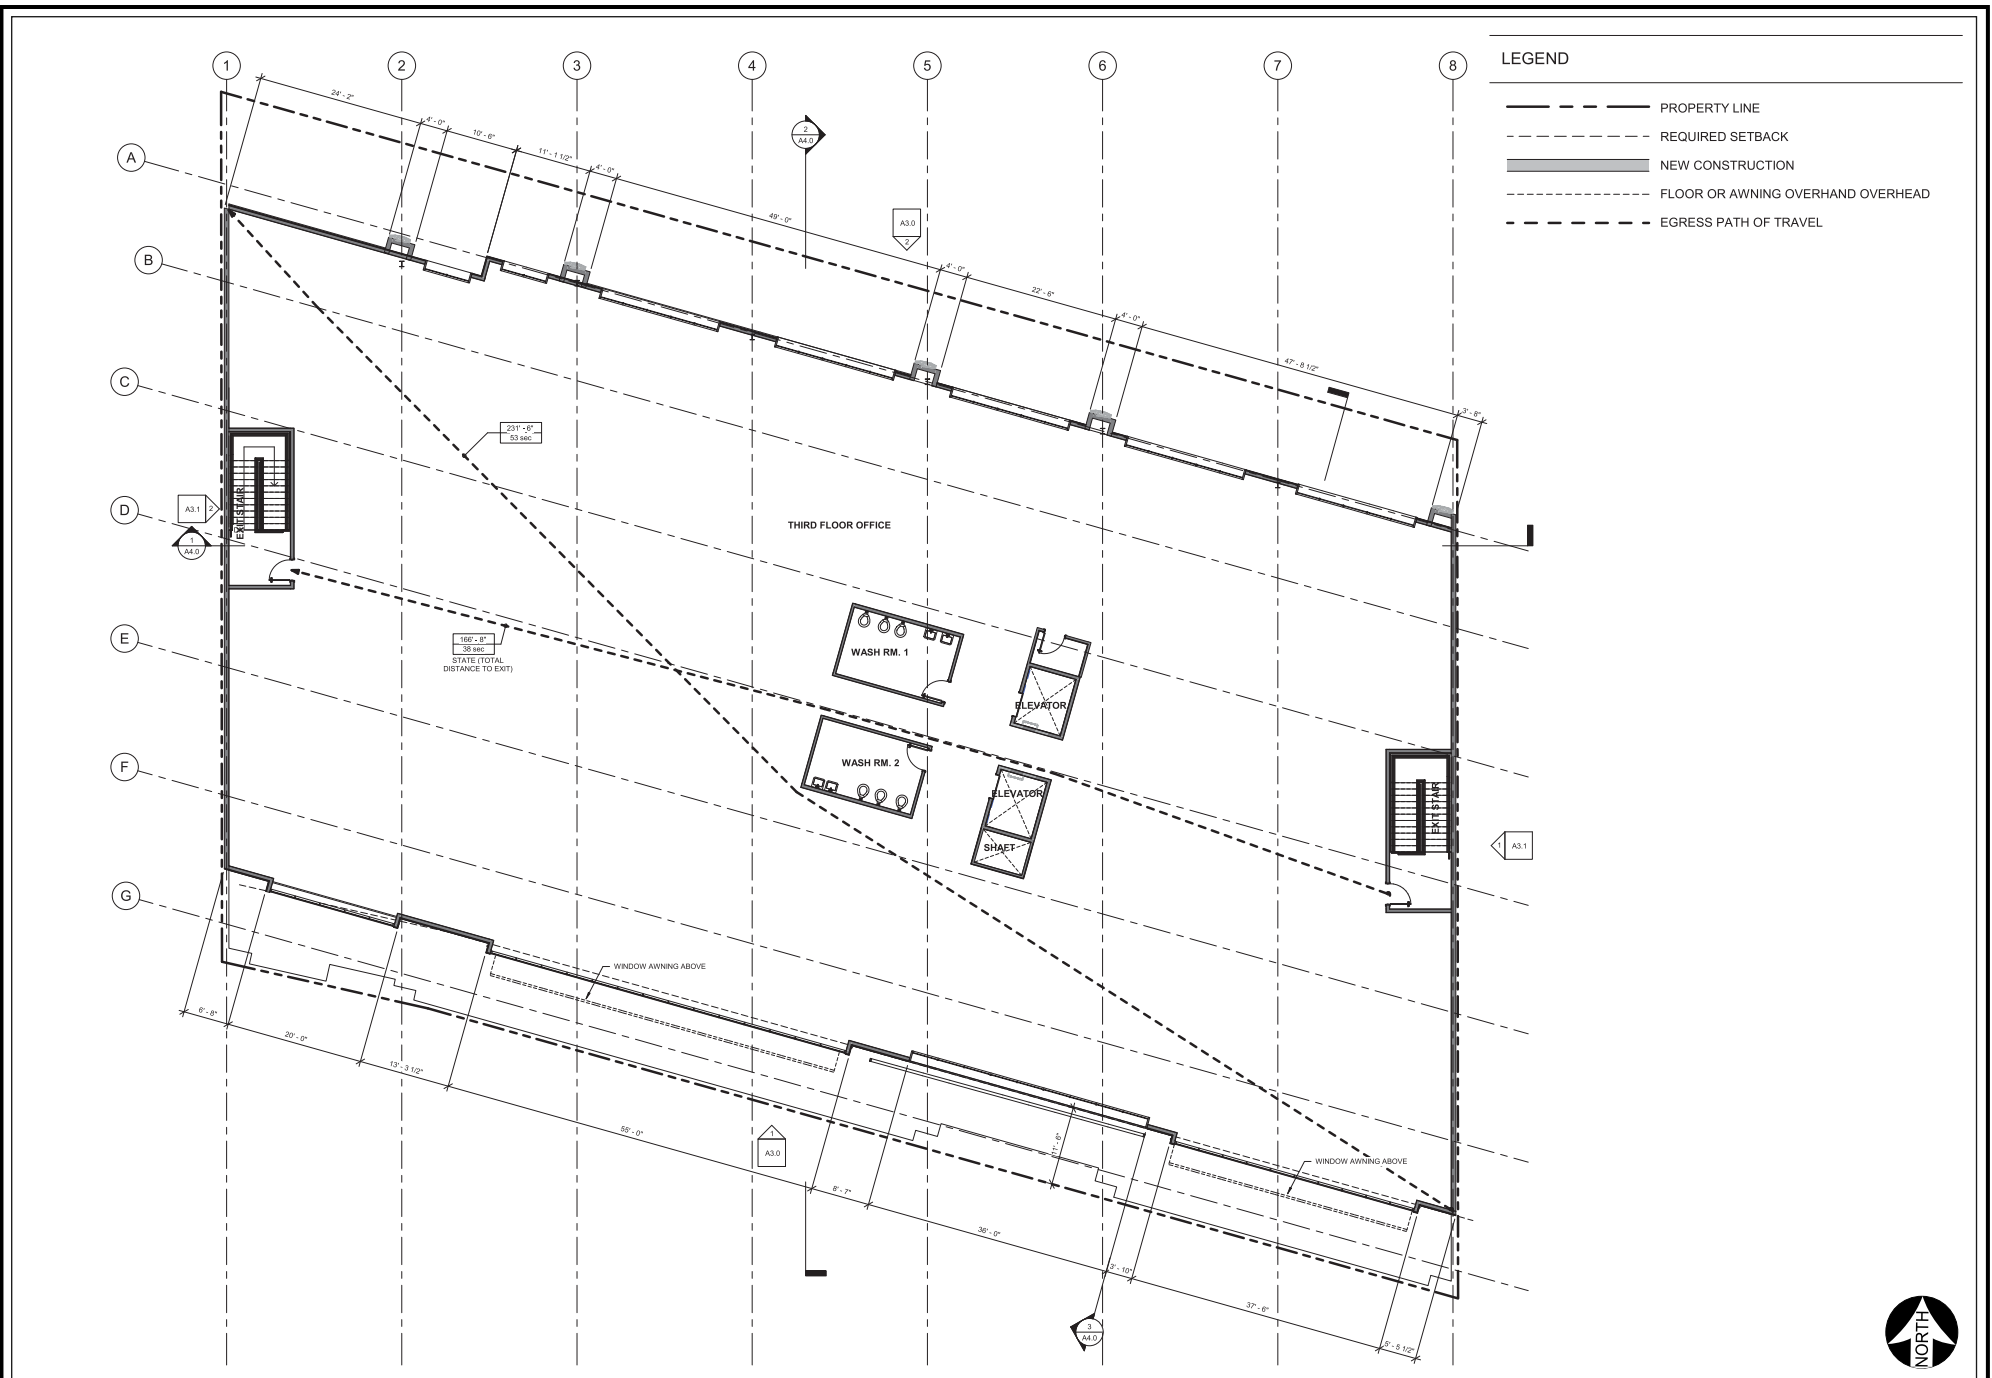 1
2
3
4
5
6
7
8
LEGEND
PROPERTY LINE
REQUIRED SETBACK
NEW CONSTRUCTION
FLOOR OR AWNING OVERHAND OVERHEAD
EGRESS PATH OF TRAVEL
24' - 2"
4' - 0"
10' - 6"
11' - 1 1/2"
4' - 0"
49' - 0"
4' - 0"
22' - 6"
4' - 0"
47' - 8 1/2"
3' - 8"
2
A4.0
A3.0
2
A
B
C
D
E
F
G
231' - 6"
53 sec
EXIT STAIR
A3.1
2
1
A4.0
THIRD FLOOR OFFICE
166' - 8"
38 sec
STATE (TOTAL
DISTANCE TO EXIT)
WASH RM. 1
ELEVATOR
WASH RM. 2
ELEVATOR
SHAFT
EXIT STAIR
1
A3.1
WINDOW AWNING ABOVE
6' - 8"
20' - 0"
13' - 3 1/2"
55' - 0"
1
A3.0
11' - 6"
WINDOW AWNING ABOVE
8' - 7"
36' - 0"
3' - 10"
37' - 6"
5' - 5 1/2"
3
A4.0
NORTH